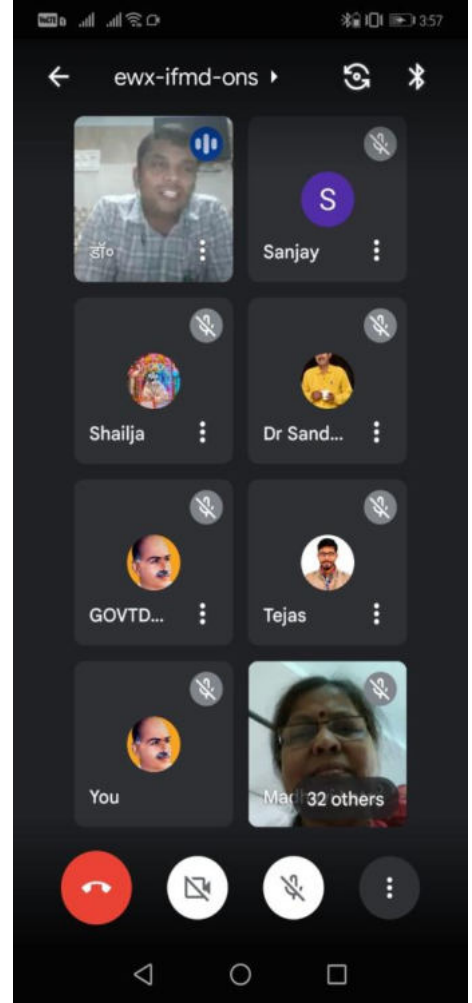 3:57
ewx-ifmd-ons
डॉ०
S
Sanjay
Shailja
Dr Sand...
GOVTD...
Tejas
You
32 others